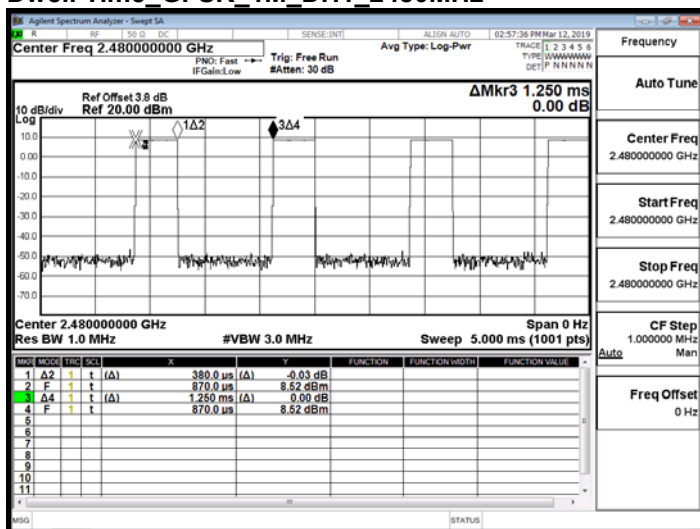 Dwell Time_GFSK_1M_DH1_2480MHz
Agilent Spectrum Analyzer - Swept SA
R RF 50 Ω DC SENSE:INT ALIGN AUTO 02:57:36 PM Mar 12, 2019
Center Freq 2.480000000 GHz
PNO: Fast
IFGain:Low
Trig: Free Run
#Atten: 30 dB
Avg Type: Log-Pwr
TRACE 1 2 3 4 5 6
TYPE WWWWWW
DET P N N N N N
Ref Offset 3.8 dB
Ref 20.00 dBm
10 dB/div
Log
ΔMkr3 1.250 ms
0.00 dB
1Δ2
3Δ4
10.0
0.00
-10.0
-20.0
-30.0
-40.0
-50.0
-60.0
-70.0
Center 2.480000000 GHz Span 0 Hz
Res BW 1.0 MHz #VBW 3.0 MHz Sweep 5.000 ms (1001 pts)
MKR MODE TRC SCL X Y FUNCTION FUNCTION WIDTH FUNCTION VALUE
1 Δ2 1 t (Δ) 380.0 µs (Δ) -0.03 dB
2 F 1 t 870.0 µs 8.52 dBm
3 Δ4 1 t (Δ) 1.250 ms (Δ) 0.00 dB
4 F 1 t 870.0 µs 8.52 dBm
5
6
7
8
9
10
11
MSG STATUS
Frequency
Auto Tune
Center Freq
2.480000000 GHz
Start Freq
2.480000000 GHz
Stop Freq
2.480000000 GHz
CF Step
1.000000 MHz
Auto Man
Freq Offset
0 Hz